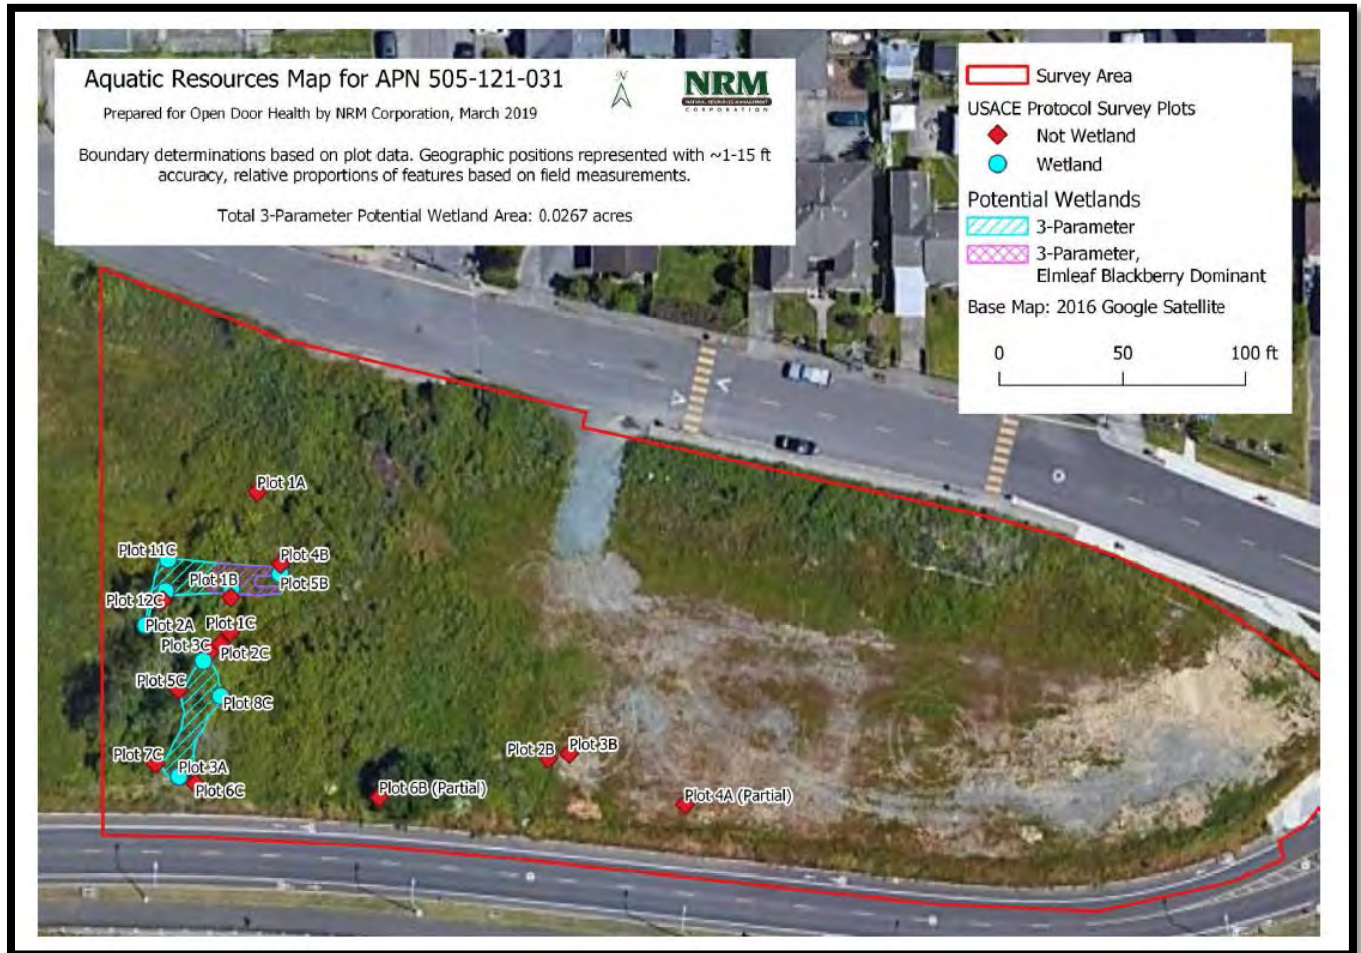 Aquatic Resources Map for APN 505-121-031
Prepared for Open Door Health by NRM Corporation, March 2019
N
NRM
NATURAL RESOURCES MANAGEMENT
CORPORATION
Boundary determinations based on plot data. Geographic positions represented with ~1-15 ft
accuracy, relative proportions of features based on field measurements.
Total 3-Parameter Potential Wetland Area: 0.0267 acres
Survey Area
USACE Protocol Survey Plots
Not Wetland
Wetland
Potential Wetlands
3-Parameter
3-Parameter,
Elmleaf Blackberry Dominant
Base Map: 2016 Google Satellite
0 50 100 ft
Plot 1A
Plot 11C
Plot 4B
Plot 1B
Plot 5B
Plot 12C
Plot 2A
Plot 1C
Plot 3C
Plot 2C
Plot 5C
Plot 8C
Plot 7C
Plot 3A
Plot 6C
Plot 2B
Plot 3B
Plot 6B (Partial)
Plot 4A (Partial)